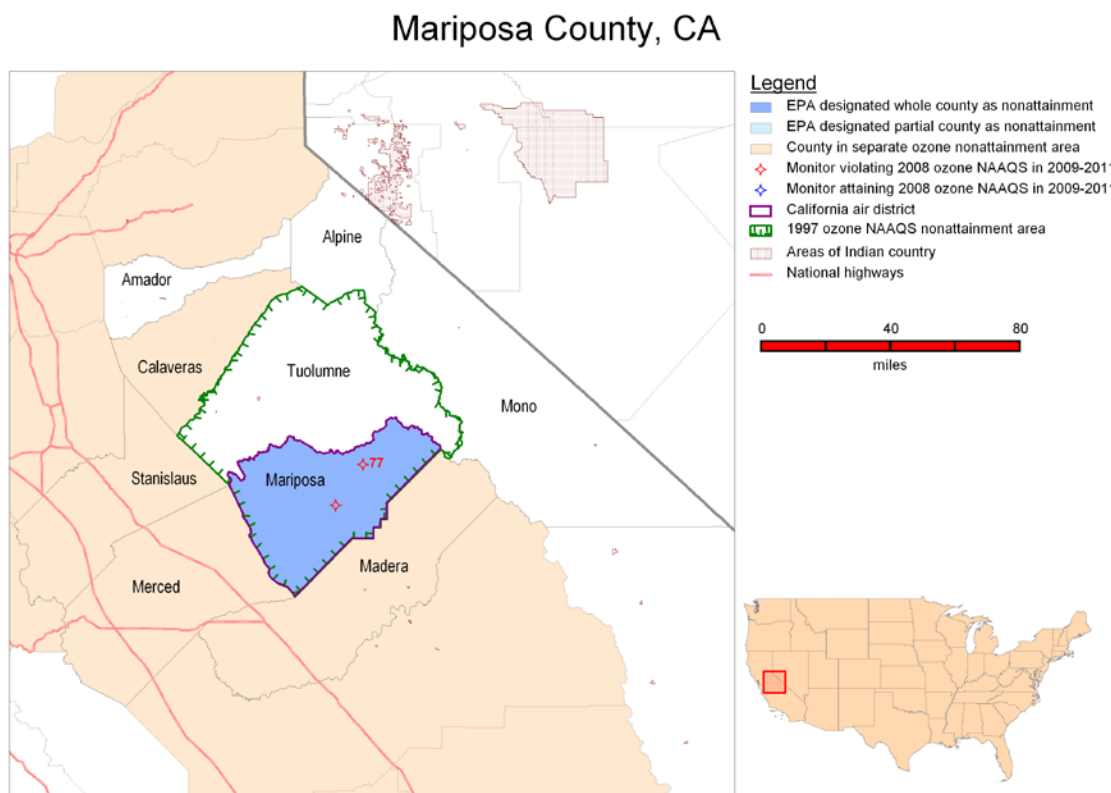 Mariposa County, CA
Legend
EPA designated whole county as nonattainment
EPA designated partial county as nonattainment
County in separate ozone nonattainment area
Monitor violating 2008 ozone NAAQS in 2009-2011
Monitor attaining 2008 ozone NAAQS in 2009-2011
California air district
1997 ozone NAAQS nonattainment area
Areas of Indian country
National highways
0 40 80
miles
Alpine
Amador
Calaveras
Tuolumne
Mono
Stanislaus
Mariposa
77
Merced
Madera